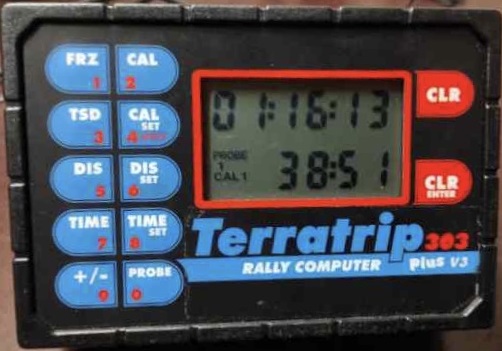 FRZ 1
CAL 2
TSD 3
CAL SET 4
DIS 5
DIS SET 6
TIME 7
TIME SET 8
+/- 9
PROBE 0
01:16:13
PROBE
1
CAL 1
38:51
CLR
CLR
ENTER
Terratrip 303
RALLY COMPUTER plus V3